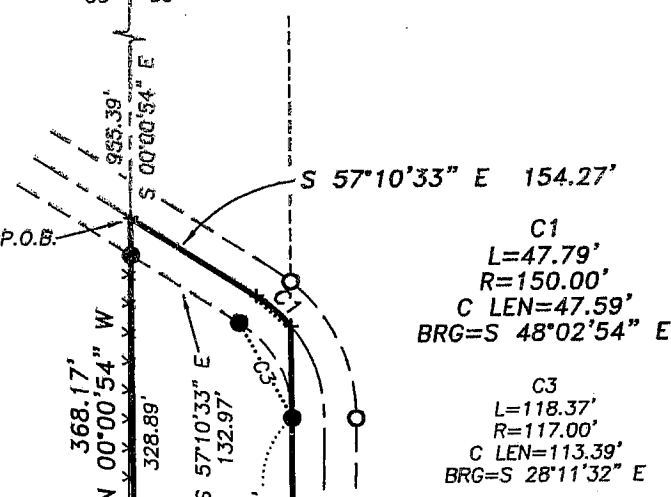 955.39'
S 00°00'54" E
S 57°10'33" E 154.27'
P.O.B.
C1
L=47.79'
R=150.00'
C LEN=47.59'
BRG=S 48°02'54" E
C1
C3
C3
L=118.37'
R=117.00'
C LEN=113.39'
BRG=S 28°11'32" E
368.17'
N 00°00'54" W
328.89'
S 57°10'33" E
132.97'